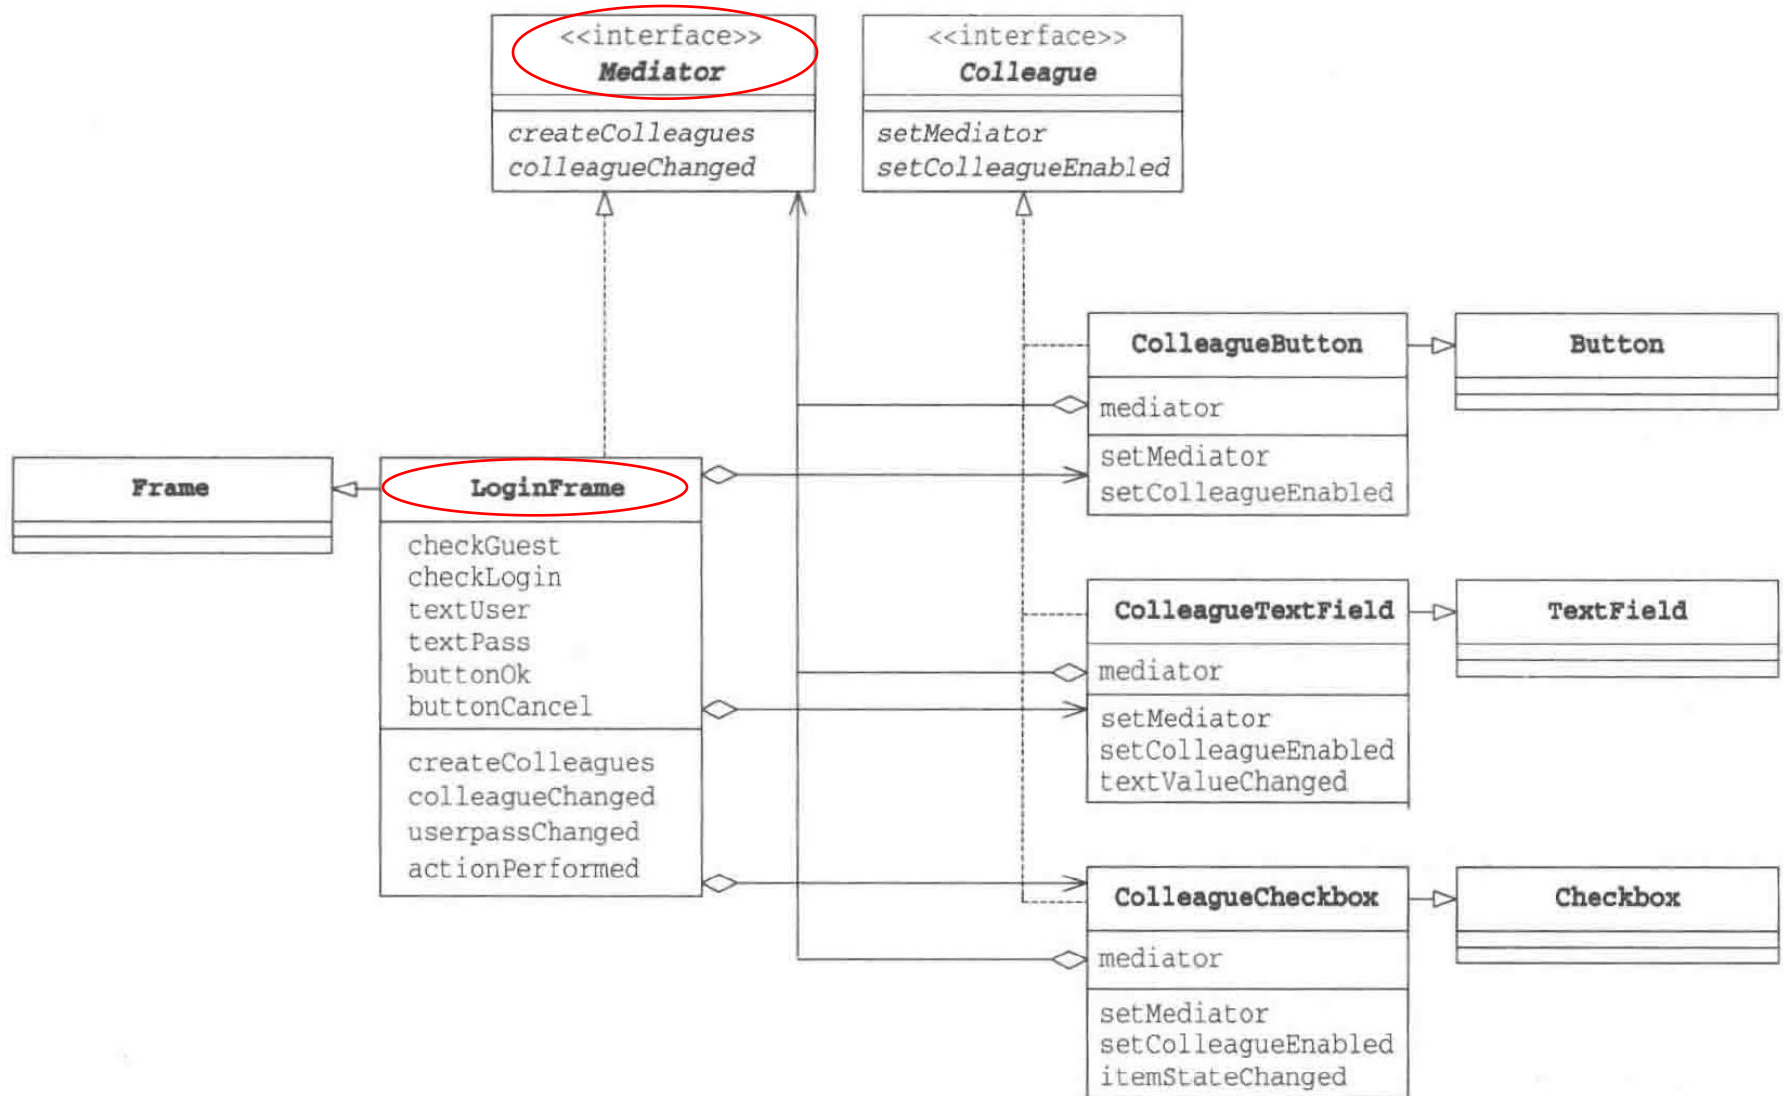 <<interface>>
Mediator
createColleagues
colleagueChanged
<<interface>>
Colleague
setMediator
setColleagueEnabled
ColleagueButton
mediator
setMediator
setColleagueEnabled
Button
Frame
LoginFrame
checkGuest
checkLogin
textUser
textPass
buttonOk
buttonCancel
createColleagues
colleagueChanged
userpassChanged
actionPerformed
ColleagueTextField
mediator
setMediator
setColleagueEnabled
textValueChanged
TextField
ColleagueCheckbox
mediator
setMediator
setColleagueEnabled
itemStateChanged
Checkbox